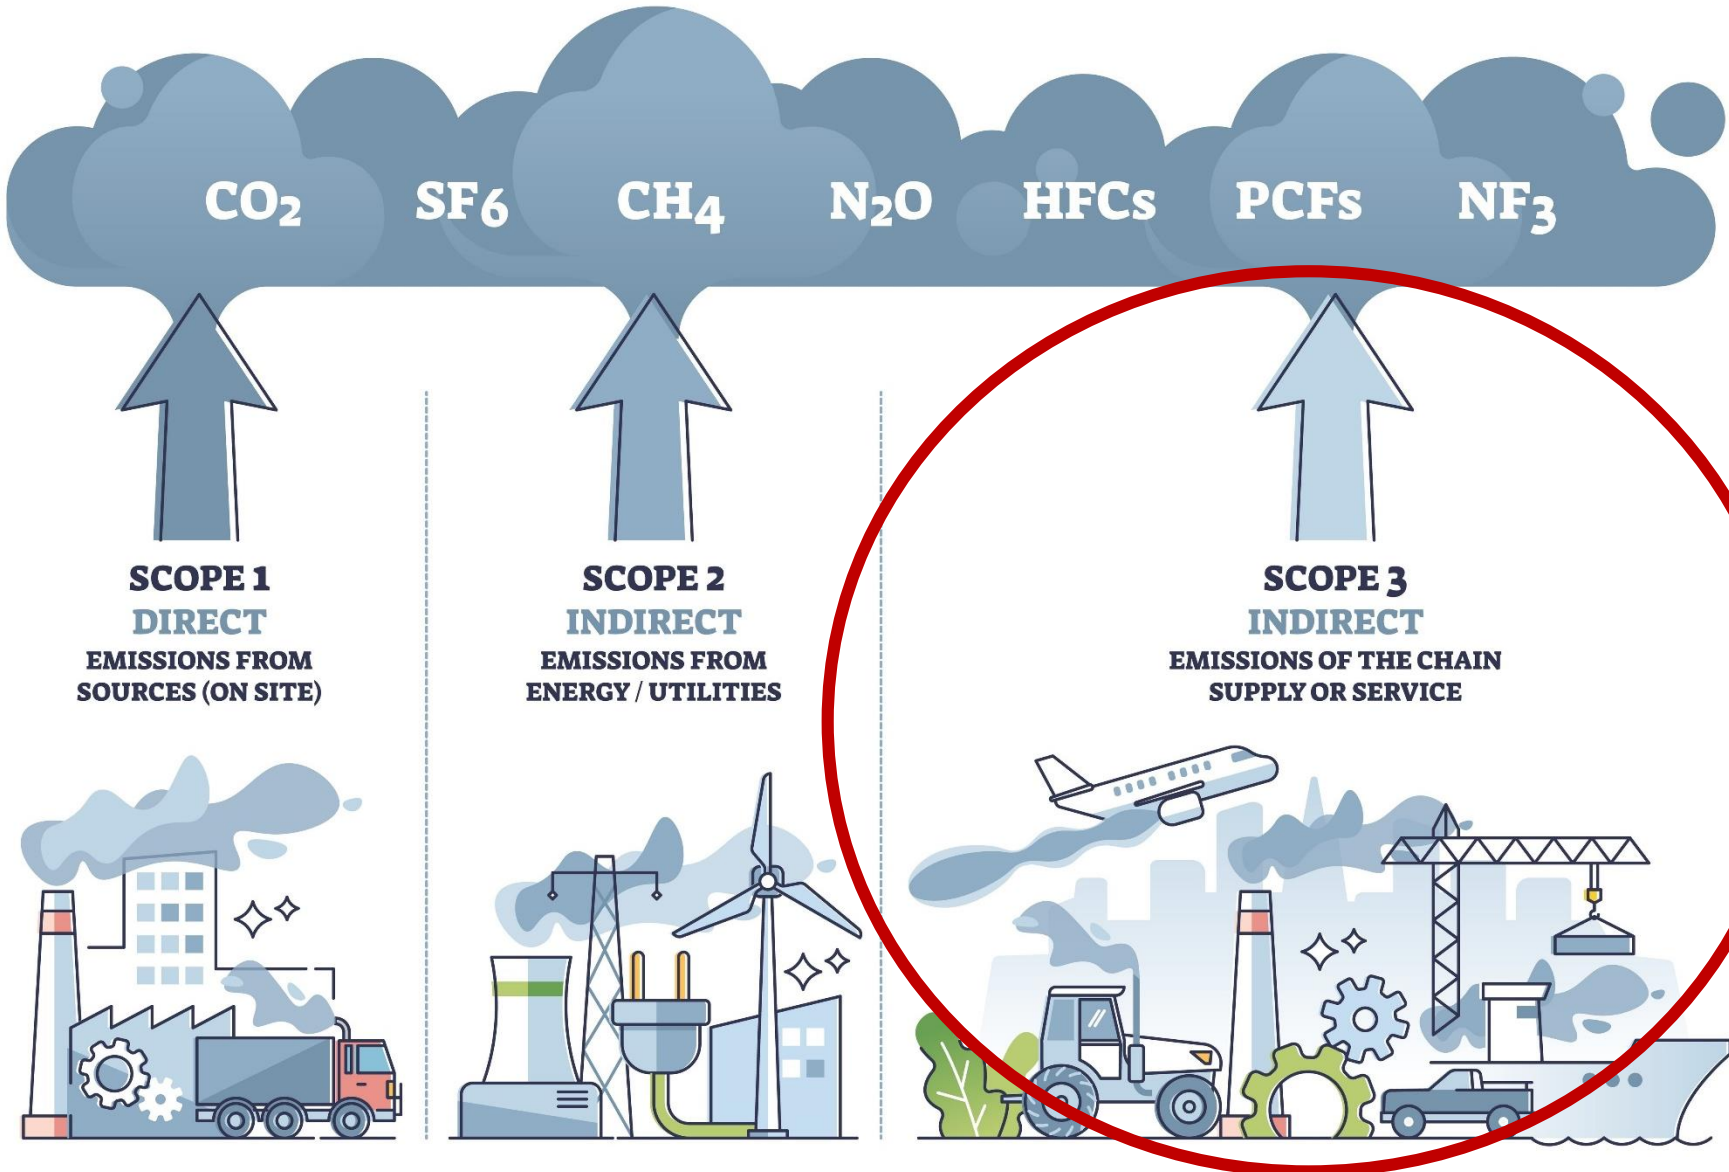 CO₂ SF₆ CH₄ N₂O HFCs PCFs NF₃
SCOPE 1
DIRECT
EMISSIONS FROM
SOURCES (ON SITE)
SCOPE 2
INDIRECT
EMISSIONS FROM
ENERGY / UTILITIES
SCOPE 3
INDIRECT
EMISSIONS OF THE CHAIN
SUPPLY OR SERVICE